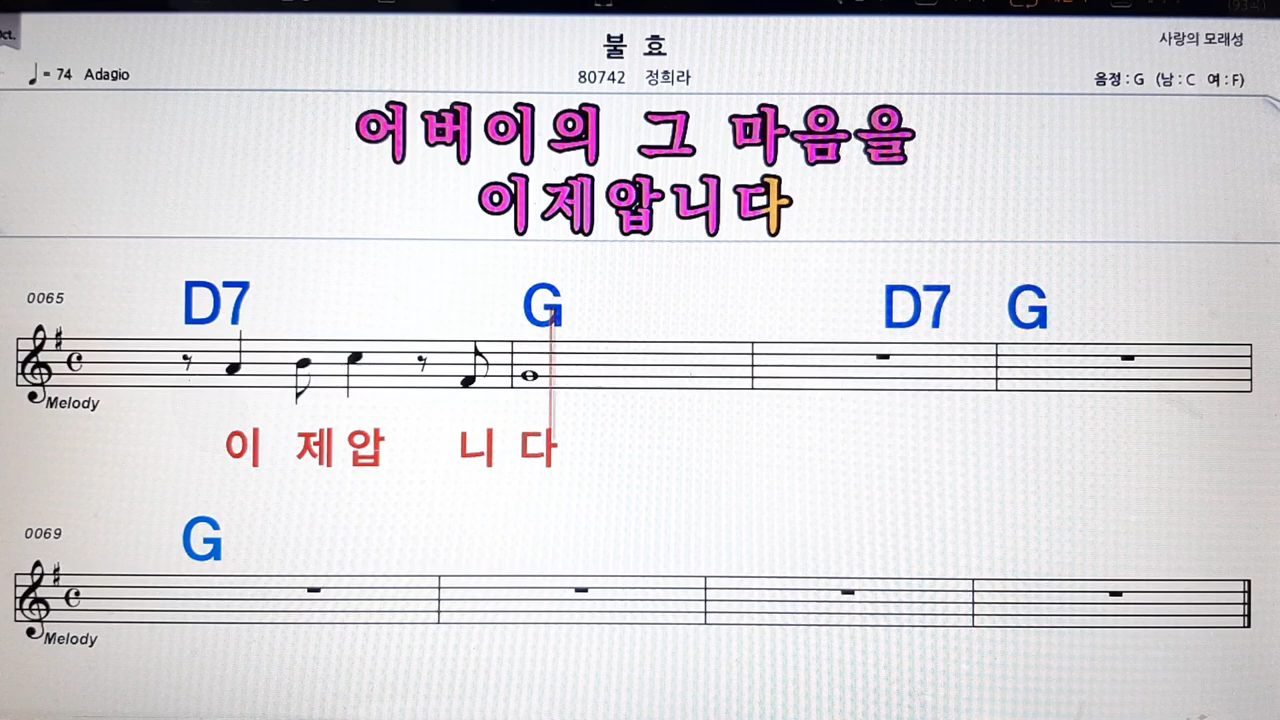 불 효
사랑의 모래성
♩= 74 Adagio
80742 정희라
음정 : G (남 : C 여 : F)
어버이의 그 마음을
이제압니다
0065
D7 G D7 G
Melody
이 제 압 니 다
0069
G
Melody